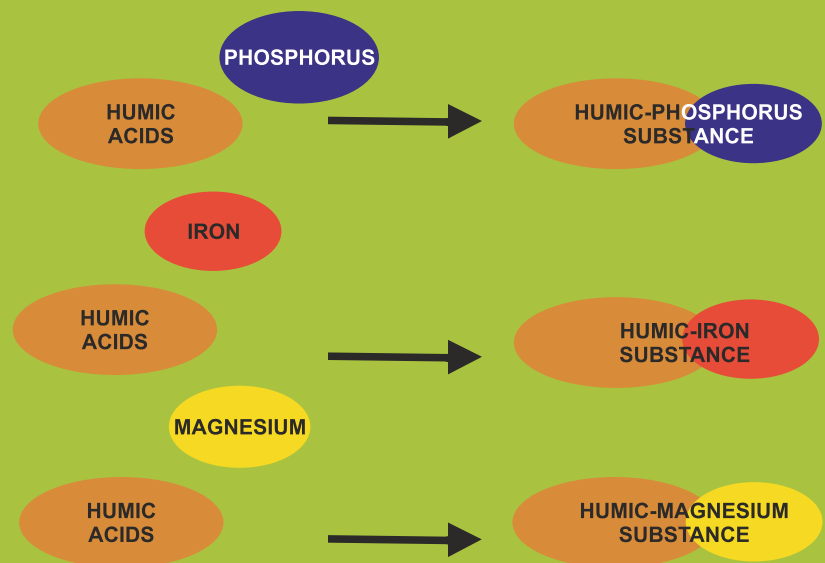 PHOSPHORUS
HUMIC
ACIDS
HUMIC-PHOSPHORUS
SUBSTANCE
IRON
HUMIC
ACIDS
HUMIC-IRON
SUBSTANCE
MAGNESIUM
HUMIC
ACIDS
HUMIC-MAGNESIUM
SUBSTANCE